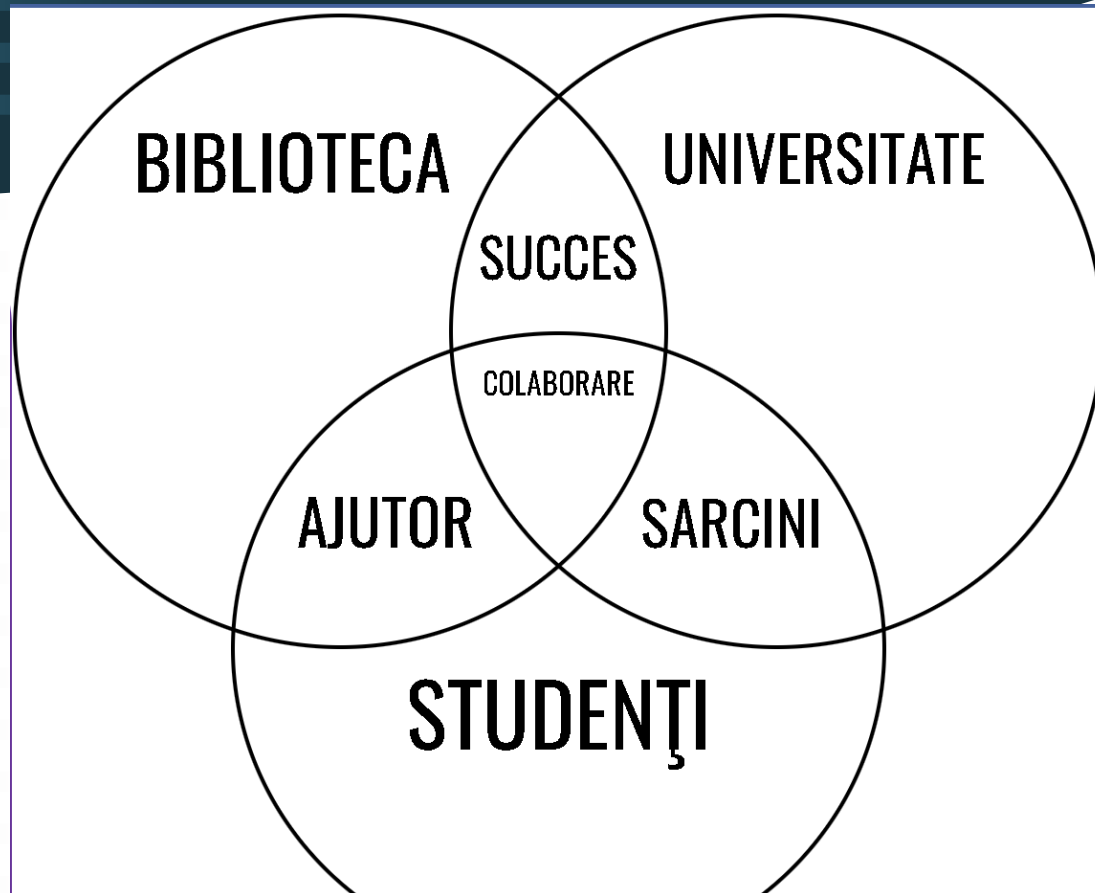 BIBLIOTECA
UNIVERSITATE
SUCCES
COLABORARE
AJUTOR
SARCINI
STUDENŢI